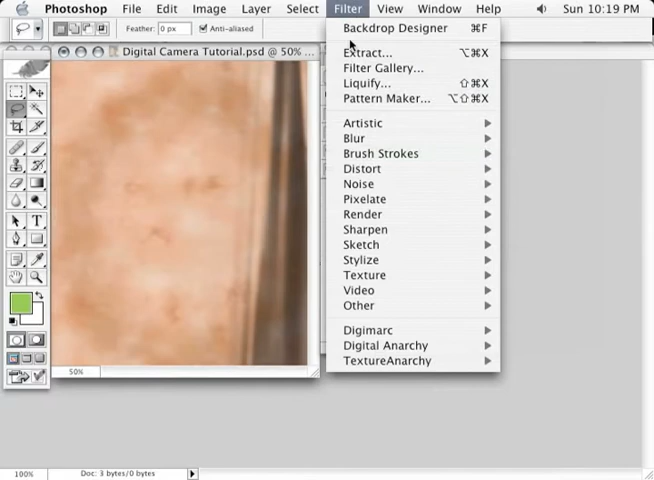 Photoshop File Edit Image Layer Select Filter View Window Help Sun 10:19 PM
Feather: 0 px Anti-aliased
Digital Camera Tutorial.psd @ 50% ...
Backdrop Designer ⌘F
Extract... ⌥⌘X
Filter Gallery...
Liquify... ⇧⌘X
Pattern Maker... ⌥⇧⌘X
Artistic
Blur
Brush Strokes
Distort
Noise
Pixelate
Render
Sharpen
Sketch
Stylize
Texture
Video
Other
Digimarc
Digital Anarchy
TextureAnarchy
T
50%
100% Doc: 3 bytes/0 bytes